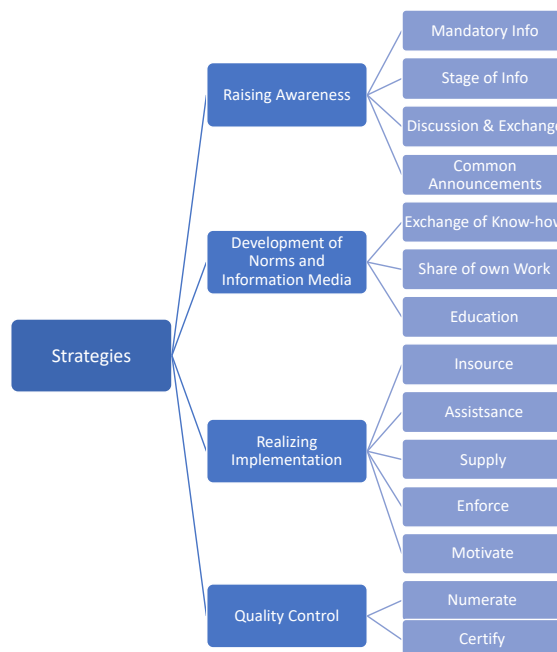 Strategies
Raising Awareness
Mandatory Info
Stage of Info
Discussion & Exchange
Common
Announcements
Development of
Norms and
Information Media
Exchange of Know-how
Share of own Work
Education
Realizing
Implementation
Insource
Assistsance
Supply
Enforce
Motivate
Quality Control
Numerate
Certify